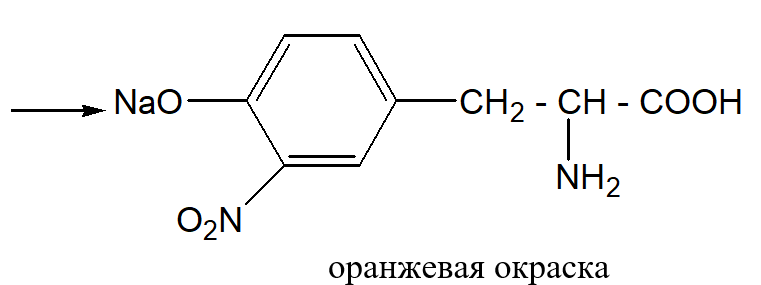 NaO CH2 - CH - COOH
NH2
O2N
оранжевая окраска